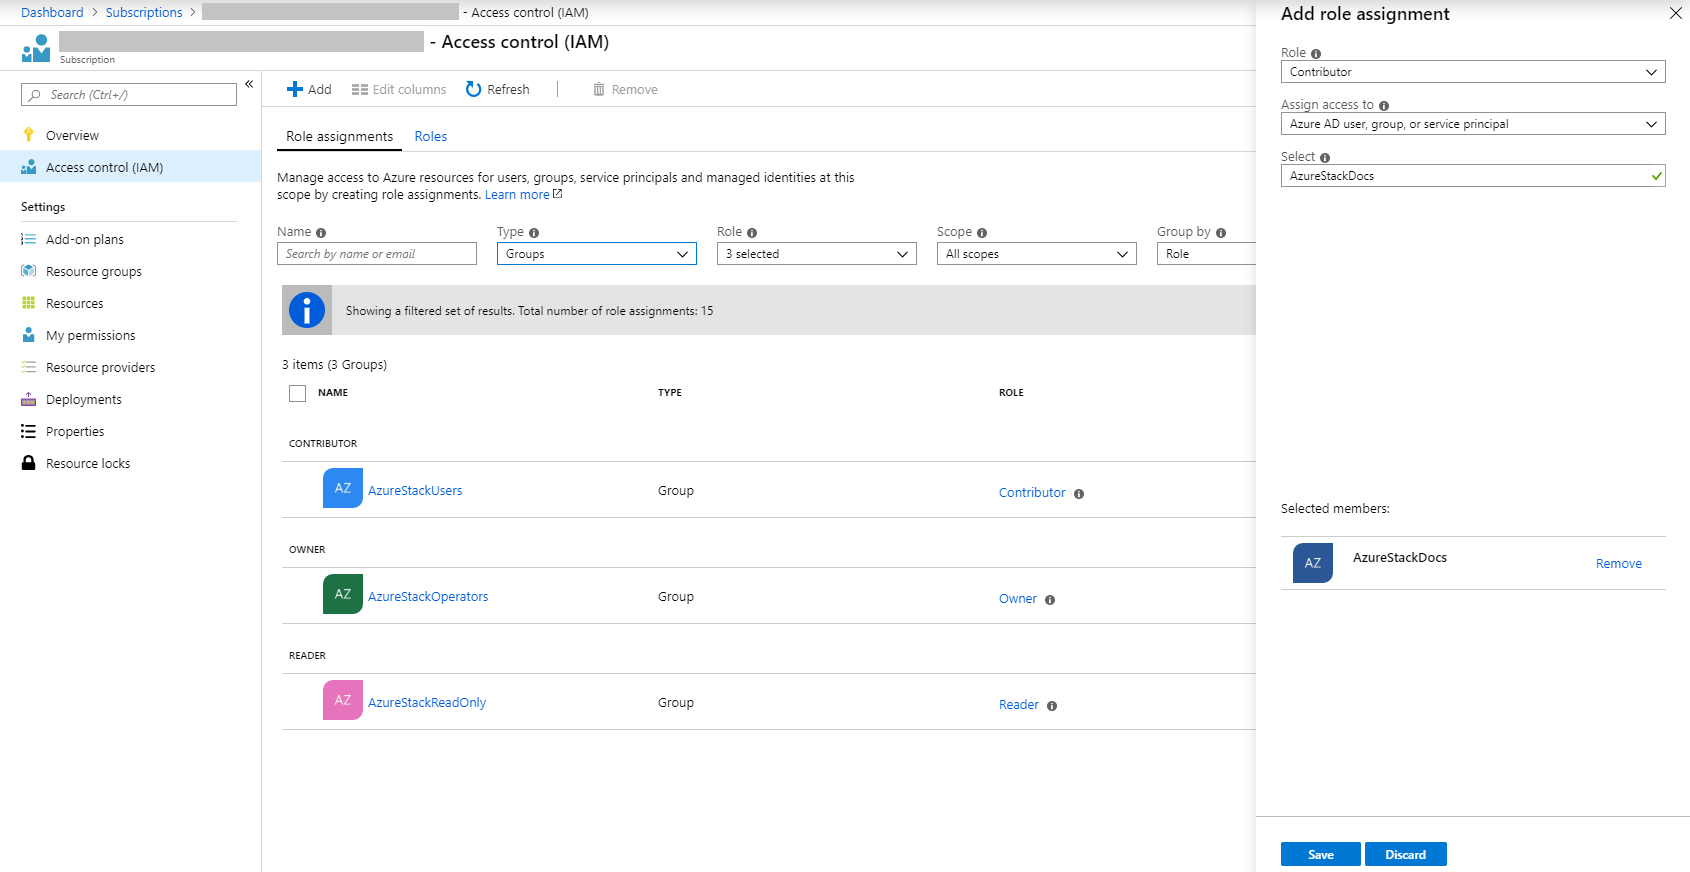 Dashboard > Subscriptions > - Access control (IAM)
- Access control (IAM)
Subscription
Search (Ctrl+/)
«
Overview
Access control (IAM)
Settings
Add-on plans
Resource groups
Resources
My permissions
Resource providers
Deployments
Properties
Resource locks
Add Edit columns Refresh Remove
Role assignments Roles
Manage access to Azure resources for users, groups, service principals and managed identities at this
scope by creating role assignments. Learn more
Name Type Role Scope Group by
Search by name or email Groups 3 selected All scopes Role
Showing a filtered set of results. Total number of role assignments: 15
3 items (3 Groups)
NAME TYPE ROLE
CONTRIBUTOR
AZ AzureStackUsers Group Contributor
OWNER
AZ AzureStackOperators Group Owner
READER
AZ AzureStackReadOnly Group Reader
Add role assignment
Role
Contributor
Assign access to
Azure AD user, group, or service principal
Select
AzureStackDocs
Selected members:
AZ AzureStackDocs Remove
Save Discard